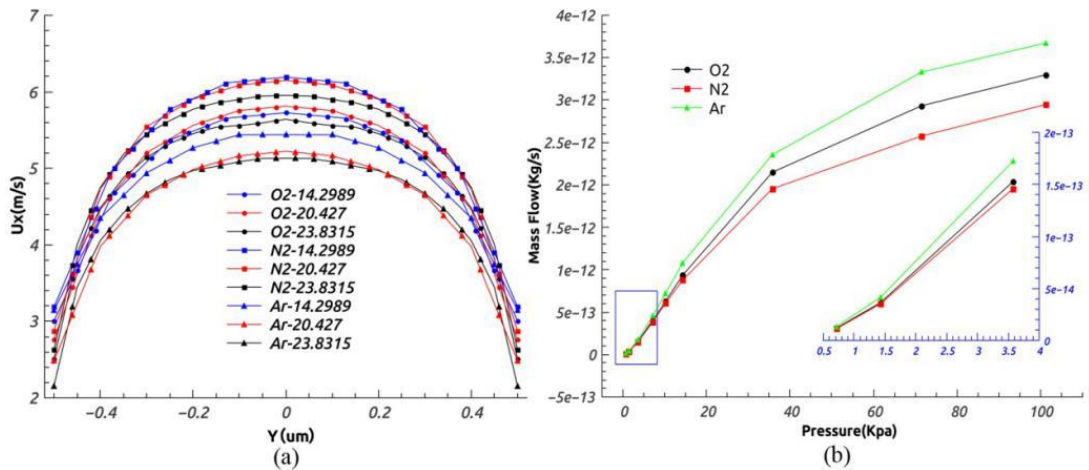 7
6
5
4
3
2
Ux(m/s)
−0.4
−0.2
0
0.2
0.4
Y (um)
O2-14.2989
O2-20.427
O2-23.8315
N2-14.2989
N2-20.427
N2-23.8315
Ar-14.2989
Ar-20.427
Ar-23.8315
(a)
4e−12
3.5e−12
3e−12
2.5e−12
2e−12
1.5e−12
1e−12
5e−13
0
−5e−13
Mass Flow(Kg/s)
O2
N2
Ar
2e−13
1.5e−13
1e−13
5e−14
0
0.5
1
1.5
2
2.5
3
3.5
4
0
20
40
60
80
100
Pressure(Kpa)
(b)